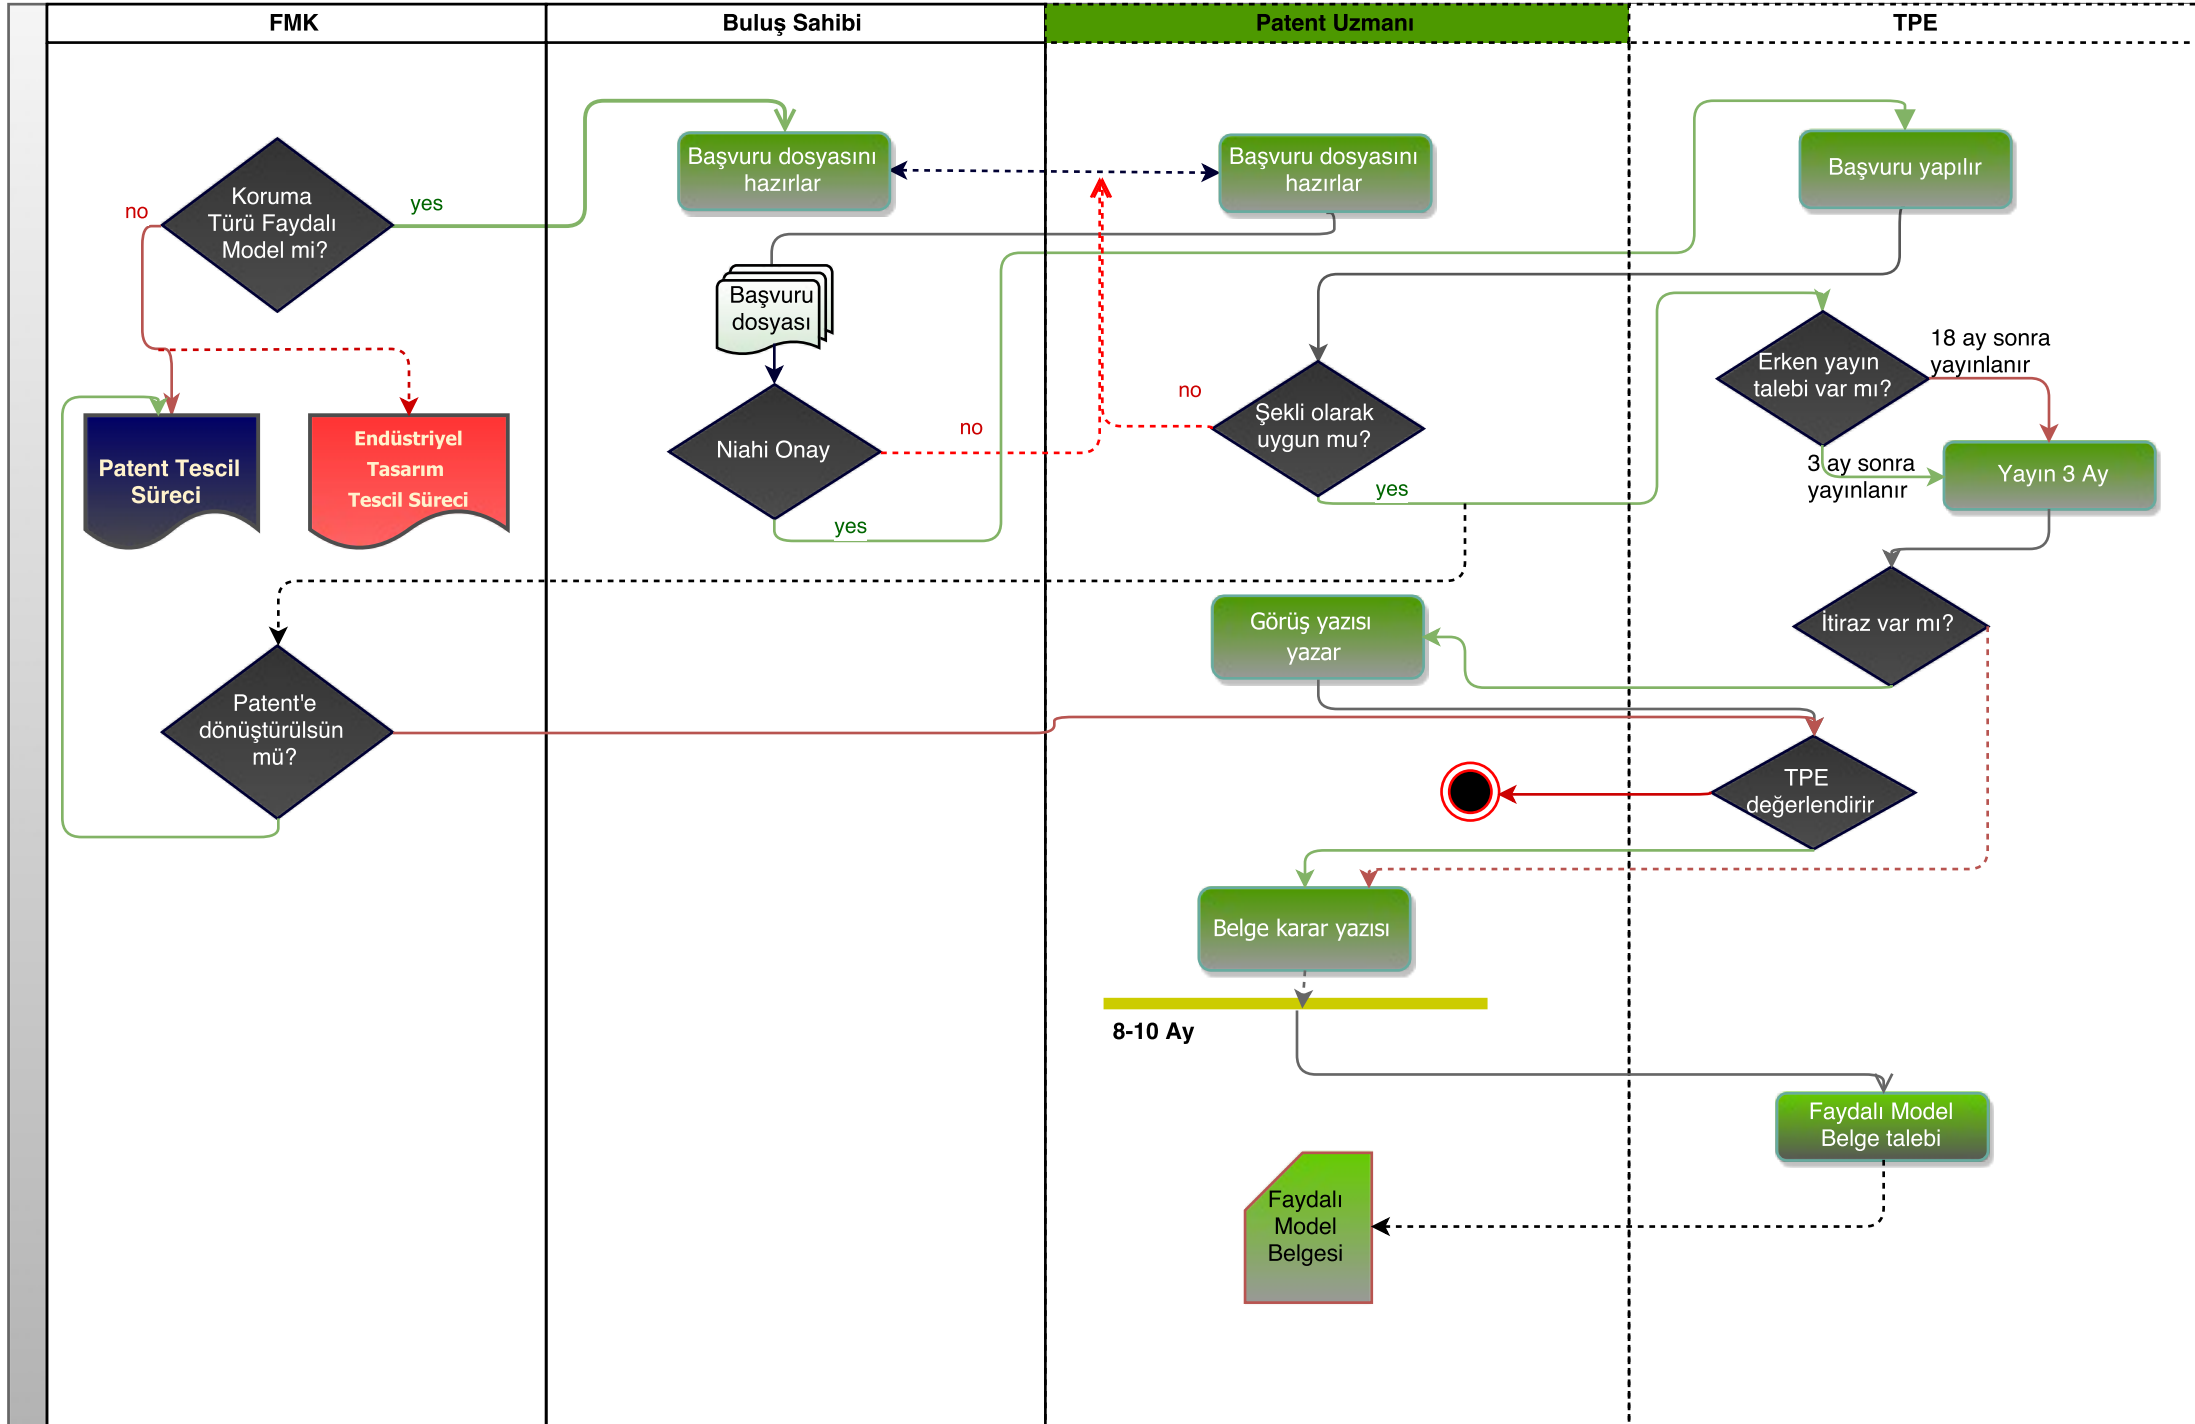 FMK
Buluş Sahibi
Patent Uzmanı
TPE
Koruma
Türü Faydalı
Model mi?
no
yes
Başvuru dosyasını
hazırlar
Başvuru dosyasını
hazırlar
Başvuru yapılır
Başvuru
dosyası
Niahi Onay
no
yes
Şekli olarak
uygun mu?
no
yes
Erken yayın
talebi var mı?
18 ay sonra
yayınlanır
3 ay sonra
yayınlanır
Yayın 3 Ay
Patent Tescil
Süreci
Endüstriyel
Tasarım
Tescil Süreci
İtiraz var mı?
Görüş yazısı
yazar
Patent'e
dönüştürülsün
mü?
TPE
değerlendirir
Belge karar yazısı
8-10 Ay
Faydalı Model
Belge talebi
Faydalı
Model
Belgesi